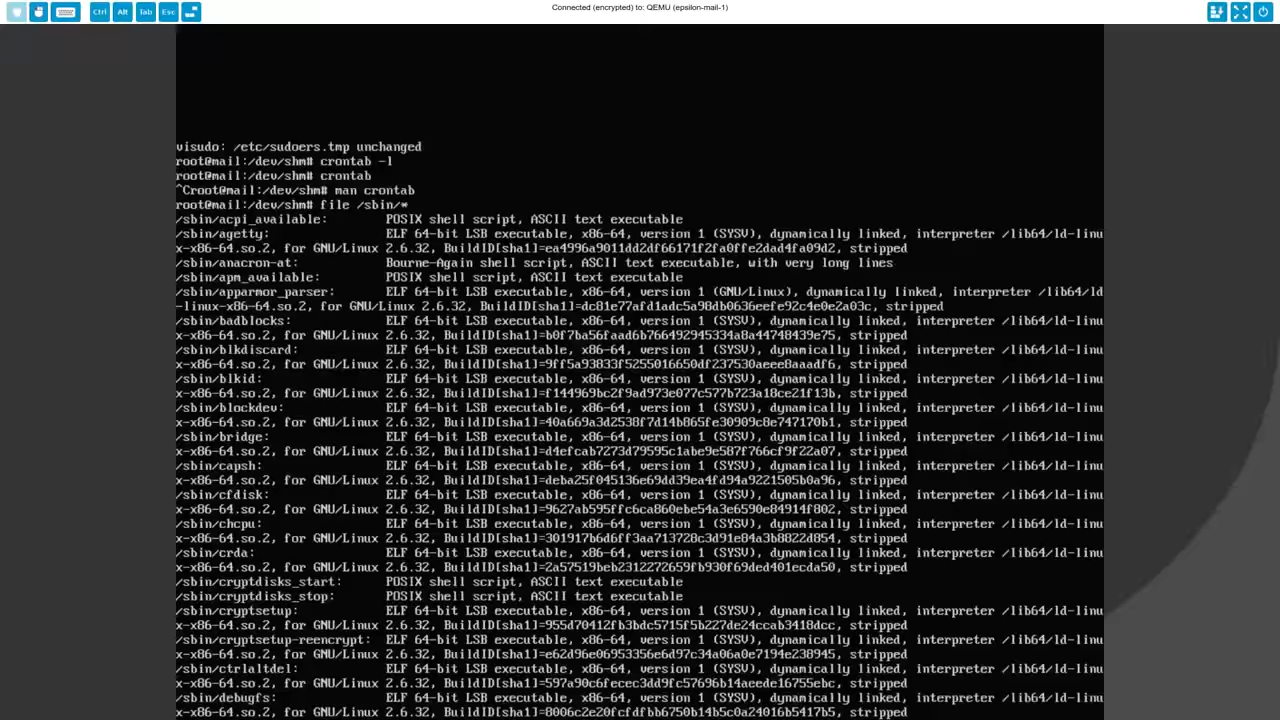 Connected (encrypted) to: QEMU (epsilon-mail-1)
Ctrl Alt Tab Esc
visudo: /etc/sudoers.tmp unchanged
root@mail:/dev/shm# crontab -l
root@mail:/dev/shm# crontab
^Croot@mail:/dev/shm# man crontab
root@mail:/dev/shm# file /sbin/*
/sbin/acpi_available:       POSIX shell script, ASCII text executable
/sbin/agetty:               ELF 64-bit LSB executable, x86-64, version 1 (SYSV), dynamically linked, interpreter /lib64/ld-linu
x-x86-64.so.2, for GNU/Linux 2.6.32, BuildID[sha1]=ea4996a9011dd2df66171f2fa0ffe2dad4fa09d2, stripped
/sbin/anacron-at:           Bourne-Again shell script, ASCII text executable, with very long lines
/sbin/apm_available:        POSIX shell script, ASCII text executable
/sbin/apparmor_parser:      ELF 64-bit LSB executable, x86-64, version 1 (GNU/Linux), dynamically linked, interpreter /lib64/ld
-linux-x86-64.so.2, for GNU/Linux 2.6.32, BuildID[sha1]=dc81e77afd1adc5a98db0636eefe92c4e0e2a03c, stripped
/sbin/badblocks:            ELF 64-bit LSB executable, x86-64, version 1 (SYSV), dynamically linked, interpreter /lib64/ld-linu
x-x86-64.so.2, for GNU/Linux 2.6.32, BuildID[sha1]=b0f7ba56faad6b766492945334a8a44748439e75, stripped
/sbin/blkdiscard:           ELF 64-bit LSB executable, x86-64, version 1 (SYSV), dynamically linked, interpreter /lib64/ld-linu
x-x86-64.so.2, for GNU/Linux 2.6.32, BuildID[sha1]=9ff5a93833f5255016650df237530aeee8aaadf6, stripped
/sbin/blkid:                ELF 64-bit LSB executable, x86-64, version 1 (SYSV), dynamically linked, interpreter /lib64/ld-linu
x-x86-64.so.2, for GNU/Linux 2.6.32, BuildID[sha1]=f144969bc2f9ad973e077c577b723a18ce21f13b, stripped
/sbin/blockdev:             ELF 64-bit LSB executable, x86-64, version 1 (SYSV), dynamically linked, interpreter /lib64/ld-linu
x-x86-64.so.2, for GNU/Linux 2.6.32, BuildID[sha1]=40a669a3d2538f7d14b865fe30909c8e747170b1, stripped
/sbin/bridge:               ELF 64-bit LSB executable, x86-64, version 1 (SYSV), dynamically linked, interpreter /lib64/ld-linu
x-x86-64.so.2, for GNU/Linux 2.6.32, BuildID[sha1]=d4efcab7273d79595c1abe9e587f766cf9f22a07, stripped
/sbin/capsh:                ELF 64-bit LSB executable, x86-64, version 1 (SYSV), dynamically linked, interpreter /lib64/ld-linu
x-x86-64.so.2, for GNU/Linux 2.6.32, BuildID[sha1]=deba25f045136e69dd39ea4fd94a9221505b0a96, stripped
/sbin/cfdisk:               ELF 64-bit LSB executable, x86-64, version 1 (SYSV), dynamically linked, interpreter /lib64/ld-linu
x-x86-64.so.2, for GNU/Linux 2.6.32, BuildID[sha1]=9627ab595ffc6ca860ebe54a3e6590e84914f802, stripped
/sbin/chcpu:                ELF 64-bit LSB executable, x86-64, version 1 (SYSV), dynamically linked, interpreter /lib64/ld-linu
x-x86-64.so.2, for GNU/Linux 2.6.32, BuildID[sha1]=301917b6d6ff3aa713728c3d91e84a3b8822d854, stripped
/sbin/crda:                 ELF 64-bit LSB executable, x86-64, version 1 (SYSV), dynamically linked, interpreter /lib64/ld-linu
x-x86-64.so.2, for GNU/Linux 2.6.32, BuildID[sha1]=2a57519beb2312272659fb930f69ded401ecda50, stripped
/sbin/cryptdisks_start:     POSIX shell script, ASCII text executable
/sbin/cryptdisks_stop:      POSIX shell script, ASCII text executable
/sbin/cryptsetup:           ELF 64-bit LSB executable, x86-64, version 1 (SYSV), dynamically linked, interpreter /lib64/ld-linu
x-x86-64.so.2, for GNU/Linux 2.6.32, BuildID[sha1]=955d70412fb3bdc5715f5b227de24ccab3418dcc, stripped
/sbin/cryptsetup-reencrypt: ELF 64-bit LSB executable, x86-64, version 1 (SYSV), dynamically linked, interpreter /lib64/ld-linu
x-x86-64.so.2, for GNU/Linux 2.6.32, BuildID[sha1]=e62d96e06953356e6d97c34a06a0e7194e238945, stripped
/sbin/ctrlaltdel:           ELF 64-bit LSB executable, x86-64, version 1 (SYSV), dynamically linked, interpreter /lib64/ld-linu
x-x86-64.so.2, for GNU/Linux 2.6.32, BuildID[sha1]=597a90c6fecec3dd9fc57696b14aeede16755ebc, stripped
/sbin/debugfs:              ELF 64-bit LSB executable, x86-64, version 1 (SYSV), dynamically linked, interpreter /lib64/ld-linu
x-x86-64.so.2, for GNU/Linux 2.6.32, BuildID[sha1]=8006c2e20fcfdfbb6750b14b5c0a24016b5417b5, stripped